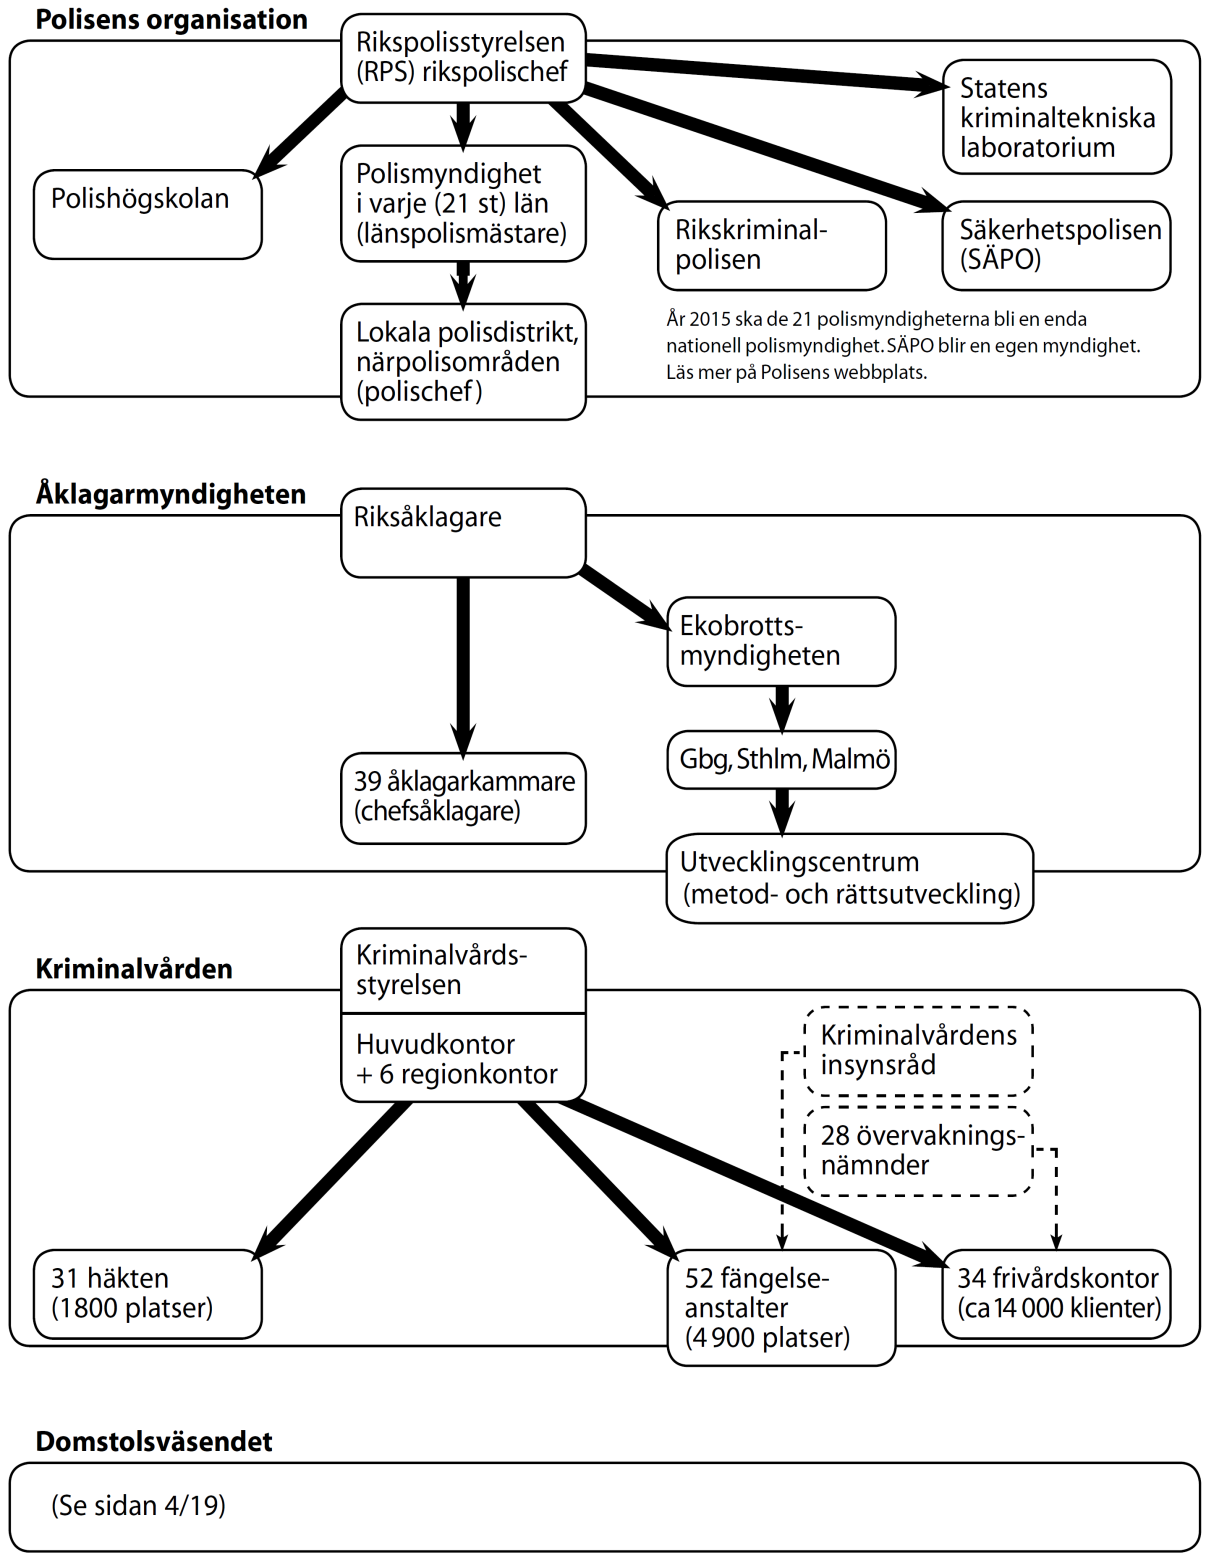 Polisens organisation
Rikspolisstyrelsen
(RPS) rikspolischef
Statens
kriminaltekniska
laboratorium
Polishögskolan
Polismyndighet
i varje (21 st) län
(länspolismästare)
Rikskriminal-
polisen
Säkerhetspolisen
(SÄPO)
Lokala polisdistrikt,
närpolisområden
(polischef)
År 2015 ska de 21 polismyndigheterna bli en enda
nationell polismyndighet. SÄPO blir en egen myndighet.
Läs mer på Polisens webbplats.
Åklagarmyndigheten
Riksåklagare
Ekobrotts-
myndigheten
Gbg, Sthlm, Malmö
39 åklagarkammare
(chefsåklagare)
Utvecklingscentrum
(metod- och rättsutveckling)
Kriminalvården
Kriminalvårds-
styrelsen
Huvudkontor
+ 6 regionkontor
Kriminalvårdens
insynsråd
28 övervaknings-
nämnder
31 häkten
(1800 platser)
52 fängelse-
anstalter
(4 900 platser)
34 frivårdskontor
(ca 14 000 klienter)
Domstolsväsendet
(Se sidan 4/19)